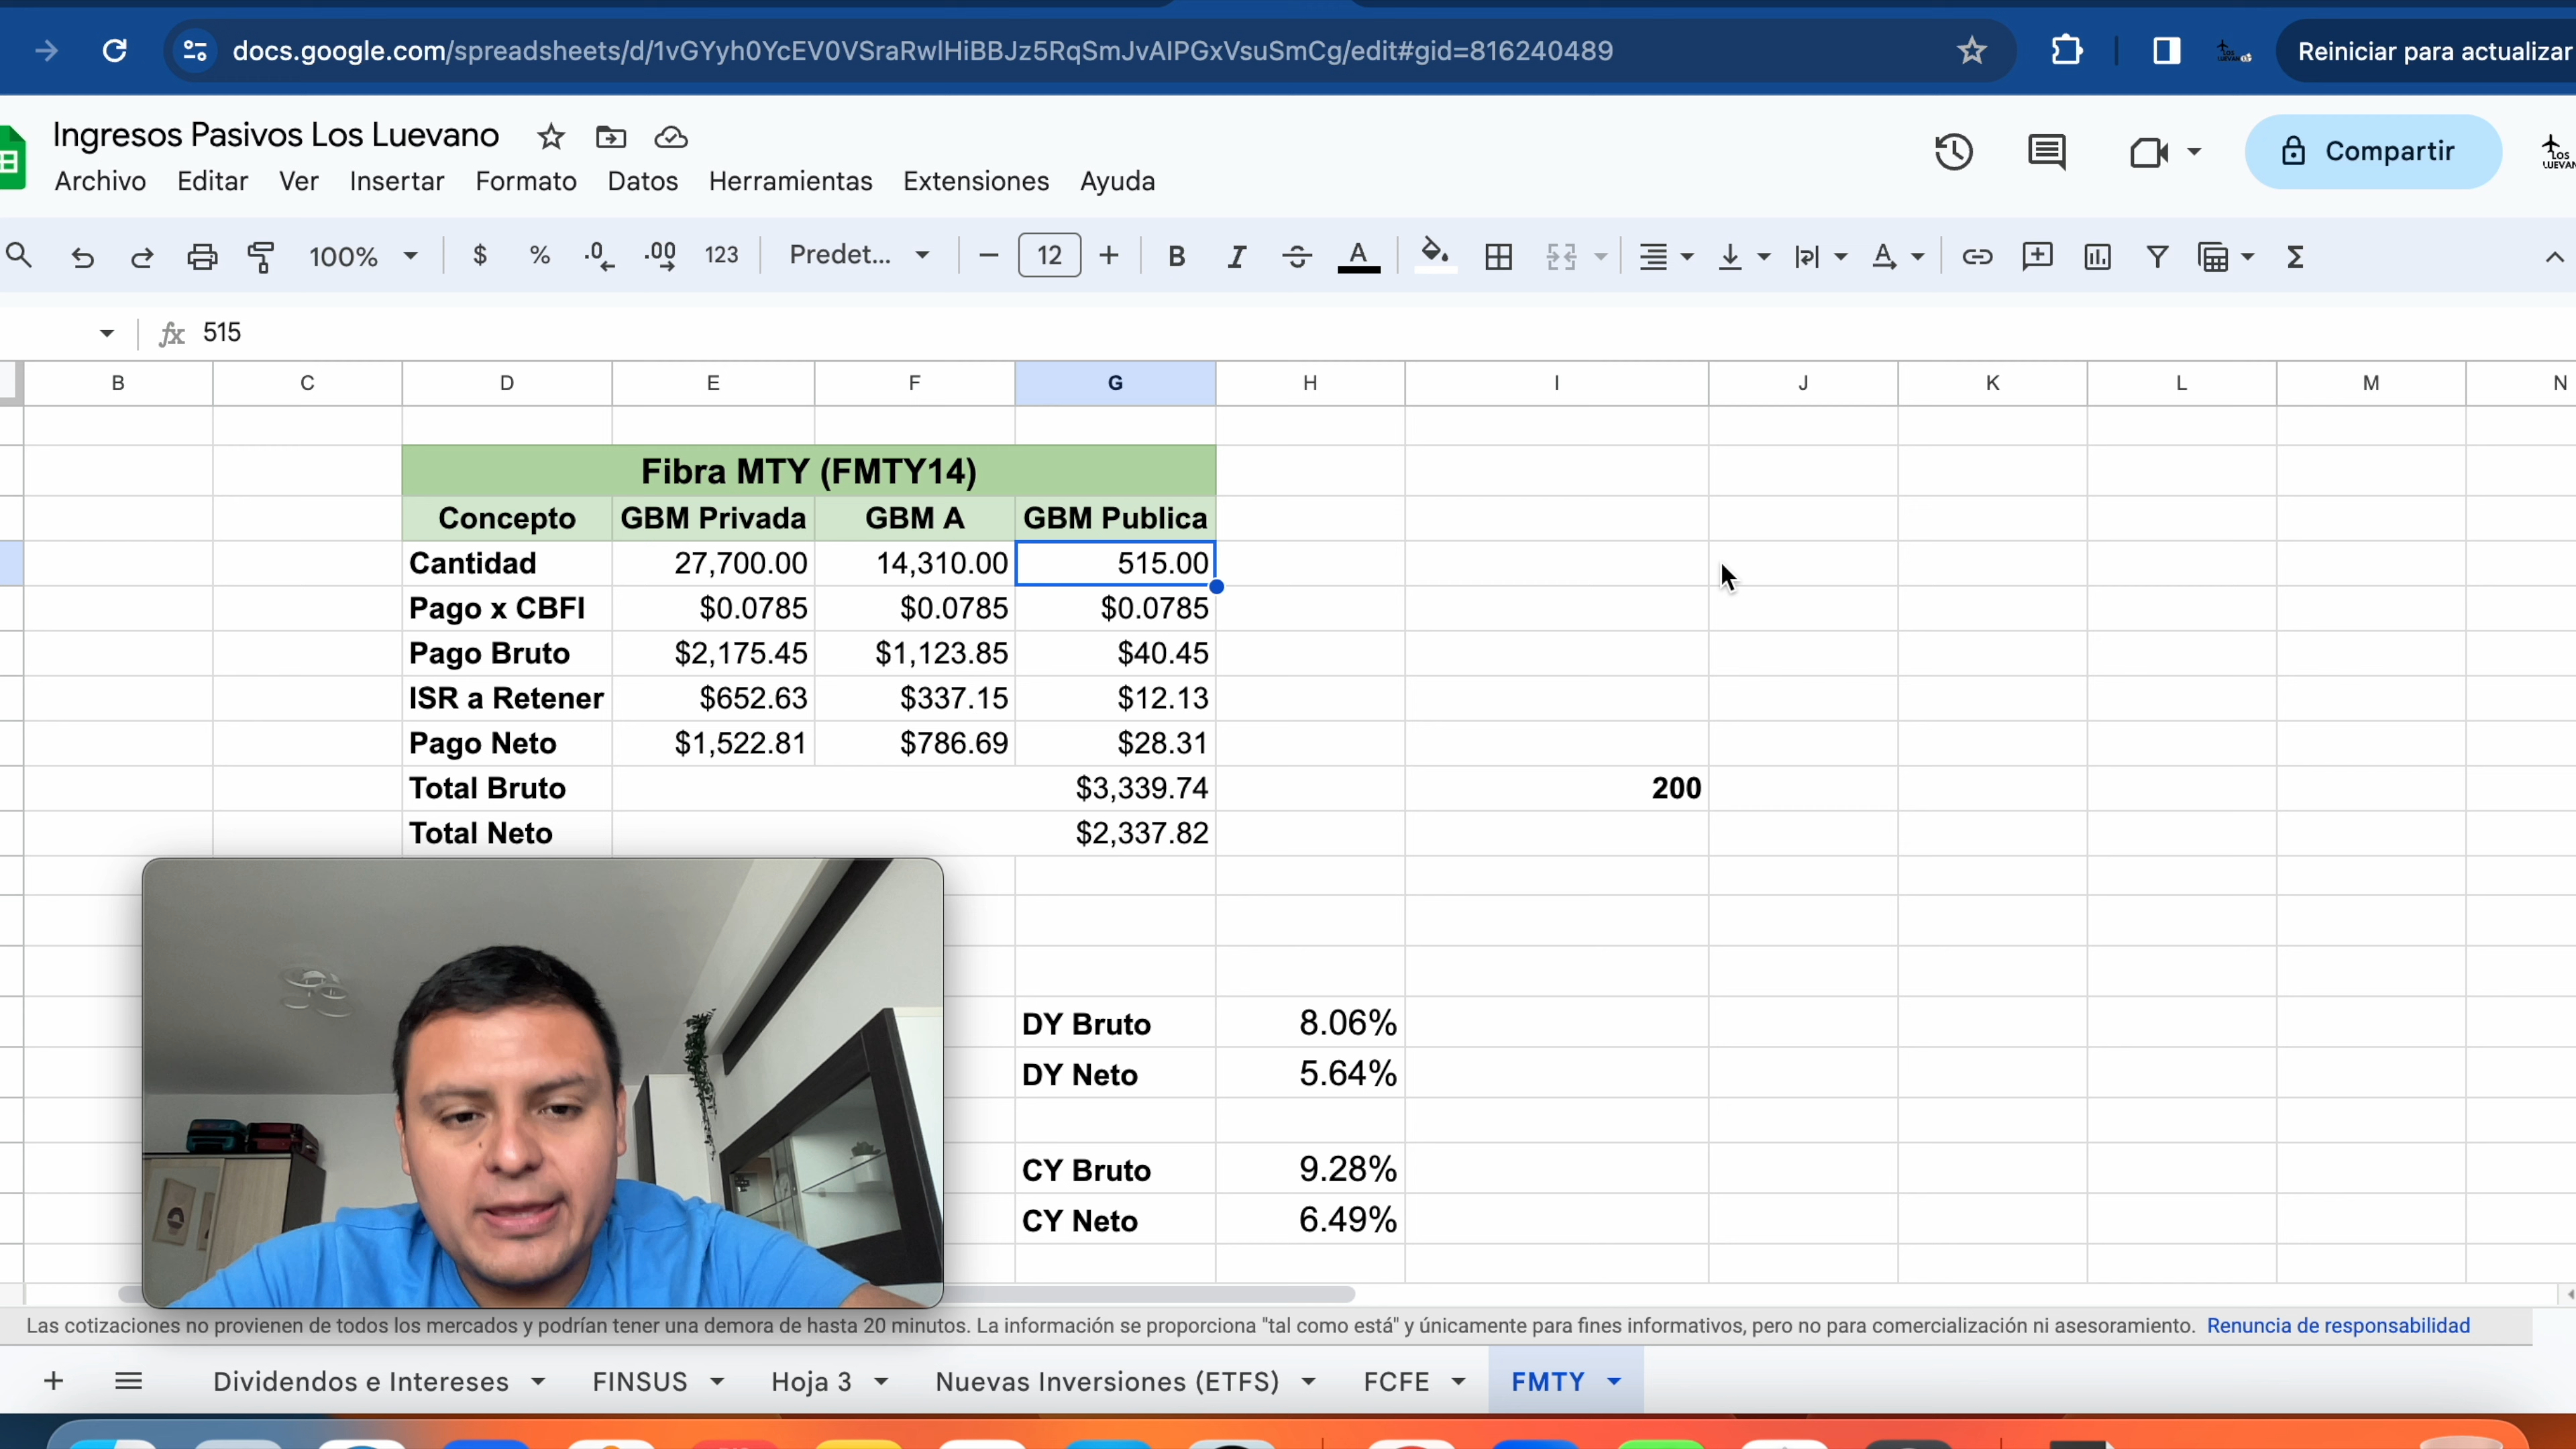 docs.google.com/spreadsheets/d/1vGYyh0YcEV0VSraRwlHiBBJz5RqSmJvAIPGxVsuSmCg/edit#gid=816240489
Reiniciar para actualizar
Ingresos Pasivos Los Luevano
Archivo Editar Ver Insertar Formato Datos Herramientas Extensiones Ayuda
Compartir
100% $ % .0 .00 123 Predet... 12
fx 515
B C D E F G H I J K L M N
Fibra MTY (FMTY14)
Concepto GBM Privada GBM A GBM Publica
Cantidad 27,700.00 14,310.00 515.00
Pago x CBFI $0.0785 $0.0785 $0.0785
Pago Bruto $2,175.45 $1,123.85 $40.45
ISR a Retener $652.63 $337.15 $12.13
Pago Neto $1,522.81 $786.69 $28.31
Total Bruto $3,339.74 200
Total Neto $2,337.82
DY Bruto 8.06%
DY Neto 5.64%
CY Bruto 9.28%
CY Neto 6.49%
Las cotizaciones no provienen de todos los mercados y podrían tener una demora de hasta 20 minutos. La información se proporciona "tal como está" y únicamente para fines informativos, pero no para comercialización ni asesoramiento. Renuncia de responsabilidad
Dividendos e Intereses FINSUS Hoja 3 Nuevas Inversiones (ETFS) FCFE FMTY